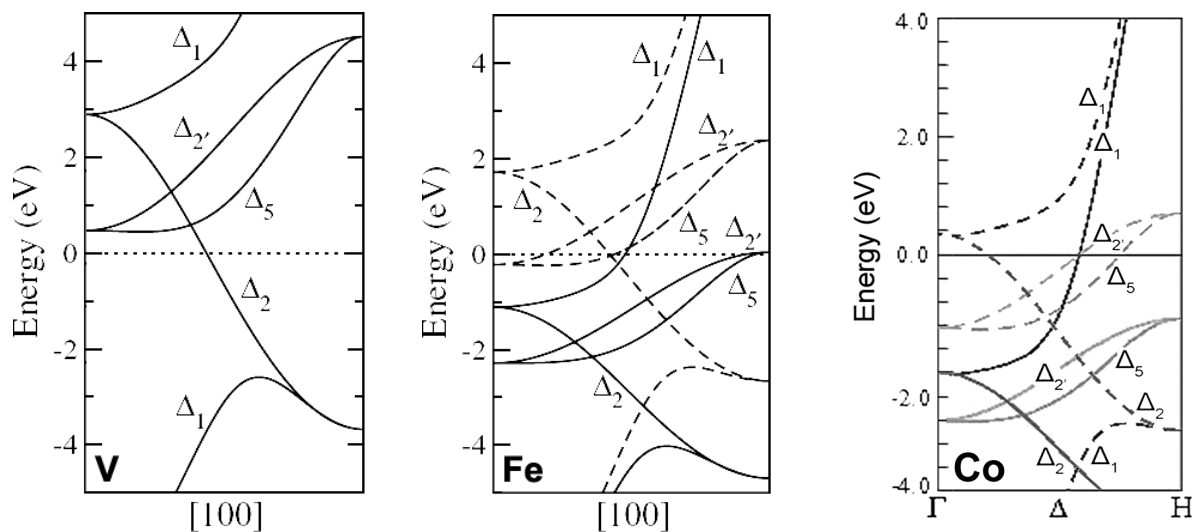 Energy (eV)
4
2
0
-2
-4
Δ1
Δ2'
Δ5
Δ2
Δ1
V
[100]
Energy (eV)
4
2
0
-2
-4
Δ1
Δ1
Δ2'
Δ2
Δ5
Δ2'
Δ5
Δ2
Fe
[100]
Energy (eV)
4.0
2.0
0.0
-2.0
-4.0
Δ1
Δ1
Δ2'
Δ5
Δ2'
Δ5
Δ2
Δ2
Δ1
Co
Γ
Δ
H